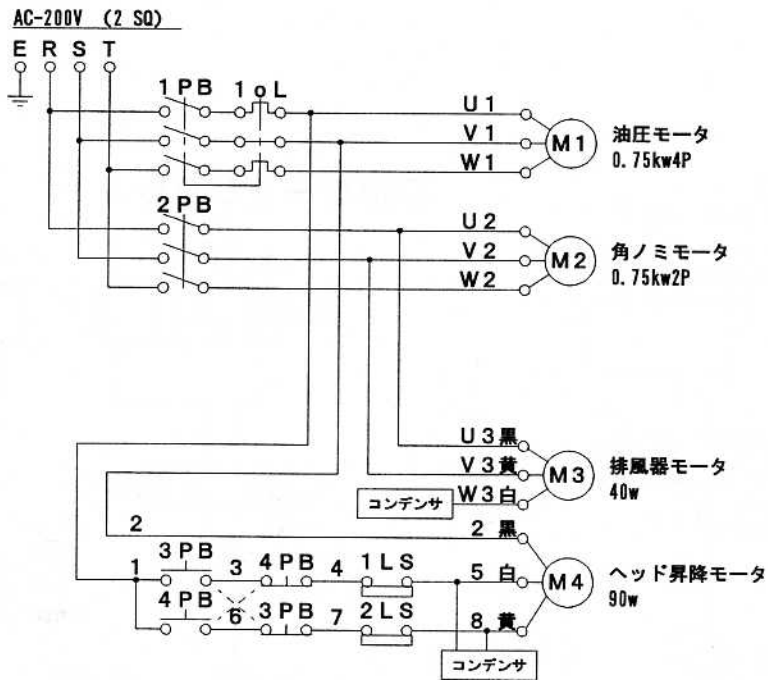 AC-200V (2 SQ)
E R S T
1PB 1oL
U1
V1
W1
M1
油圧モータ
0.75kw4P
2PB
U2
V2
W2
M2
角ノミモータ
0.75kw2P
U3黒
V3黄
W3白
コンデンサ
M3
排風器モータ
40w
2 2黒
1 3PB 3 4PB 4 1LS 5白
4PB 6 3PB 7 2LS 8黄
M4
ヘッド昇降モータ
90w
コンデンサ